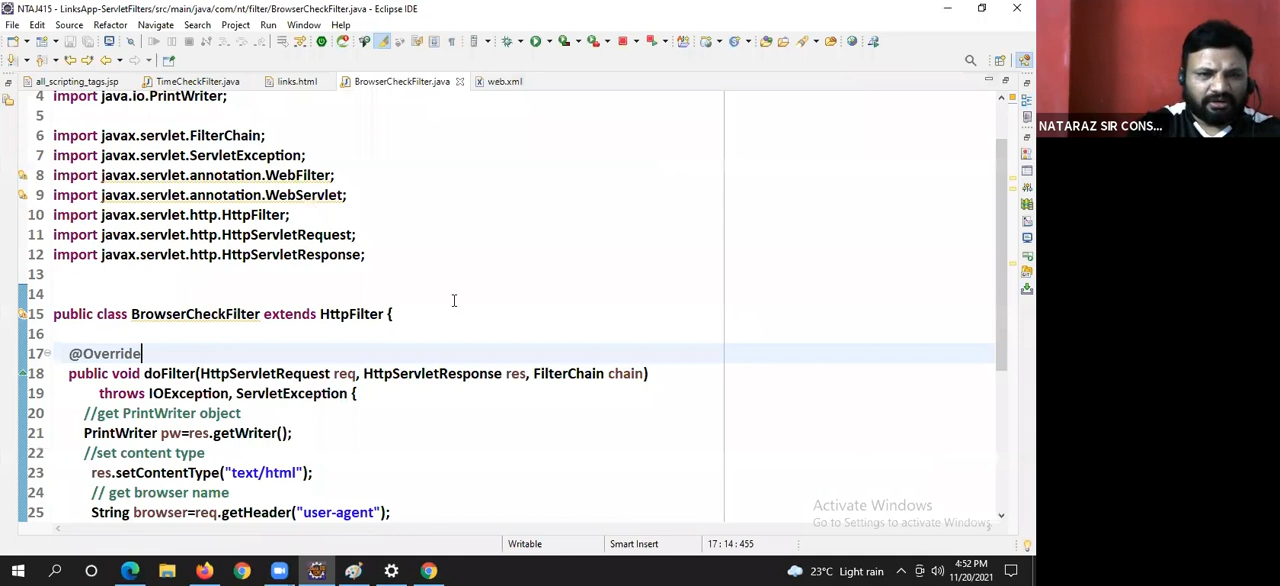 NTAJ415 - LinksApp-ServletFilters/src/main/java/com/nt/filter/BrowserCheckFilter.java - Eclipse IDE
File Edit Source Refactor Navigate Search Project Run Window Help
all_scripting_tags.jsp TimeCheckFilter.java links.html BrowserCheckFilter.java web.xml
4 import java.io.PrintWriter;
5
6 import javax.servlet.FilterChain;
7 import javax.servlet.ServletException;
8 import javax.servlet.annotation.WebFilter;
9 import javax.servlet.annotation.WebServlet;
10 import javax.servlet.http.HttpFilter;
11 import javax.servlet.http.HttpServletRequest;
12 import javax.servlet.http.HttpServletResponse;
13
14
15 public class BrowserCheckFilter extends HttpFilter {
16
17 @Override
18 public void doFilter(HttpServletRequest req, HttpServletResponse res, FilterChain chain)
19 throws IOException, ServletException {
20 //get PrintWriter object
21 PrintWriter pw=res.getWriter();
22 //set content type
23 res.setContentType("text/html");
24 // get browser name
25 String browser=req.getHeader("user-agent");
NATARAZ SIR CONS...
Activate Windows
Go to Settings to activate Windows.
Writable Smart Insert 17 : 14 : 455
23°C Light rain 4:52 PM
11/20/2021